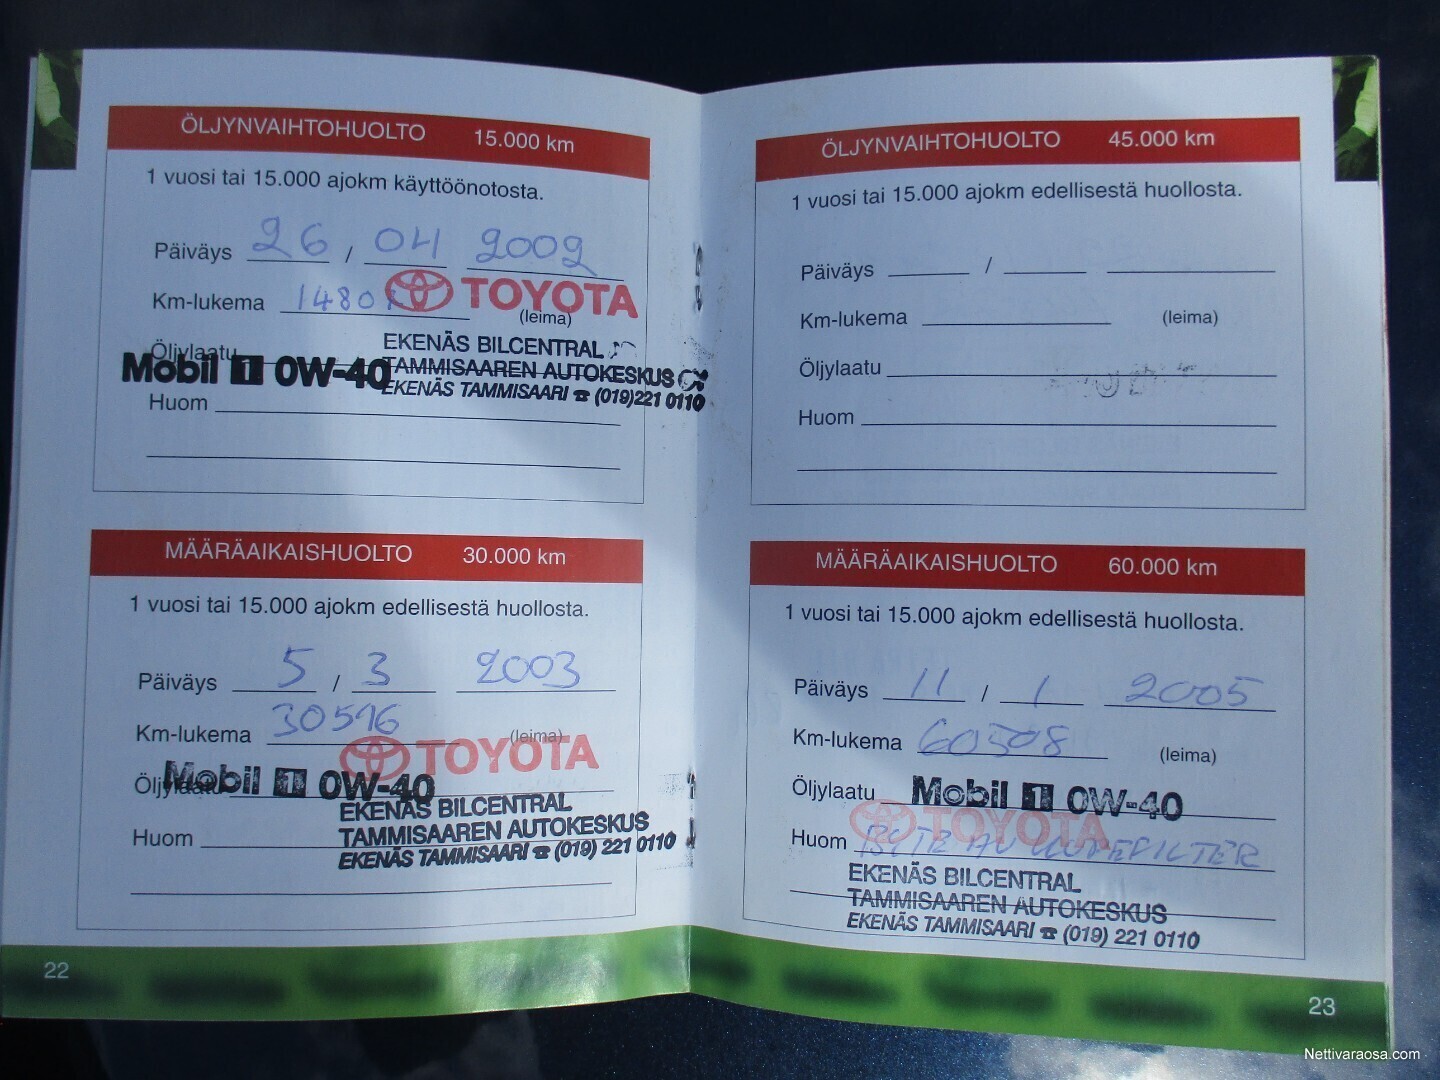 ÖLJYNVAIHTOHUOLTO 15.000 km
1 vuosi tai 15.000 ajokm käyttöönotosta.
Päiväys 26 / 04 2002
Km-lukema
TOYOTA
(leima)
EKENÄS BILCENTRAL
Öljylaatu
Mobil 1 0W-40
TAMMISAAREN AUTOKESKUS
EKENÄS TAMMISAARI ☎ (019)221 0110
Huom
MÄÄRÄAIKAISHUOLTO 30.000 km
1 vuosi tai 15.000 ajokm edellisestä huollosta.
Päiväys 5 / 3 2003
Km-lukema 30516
(leima)
TOYOTA
Öljylaatu
Mobil 1 0W-40
EKENÄS BILCENTRAL
TAMMISAAREN AUTOKESKUS
Huom
EKENÄS TAMMISAARI ☎ (019) 221 0110
22
ÖLJYNVAIHTOHUOLTO 45.000 km
1 vuosi tai 15.000 ajokm edellisestä huollosta.
Päiväys /
Km-lukema (leima)
Öljylaatu
Huom
MÄÄRÄAIKAISHUOLTO 60.000 km
1 vuosi tai 15.000 ajokm edellisestä huollosta.
Päiväys 11 / 1 2005
Km-lukema 60508 (leima)
Öljylaatu Mobil 1 0W-40
TOYOTA
Huom BYTE AV
EKENÄS BILCENTRAL
TAMMISAAREN AUTOKESKUS
EKENÄS TAMMISAARI ☎ (019) 221 0110
23
Nettivaraosa.com